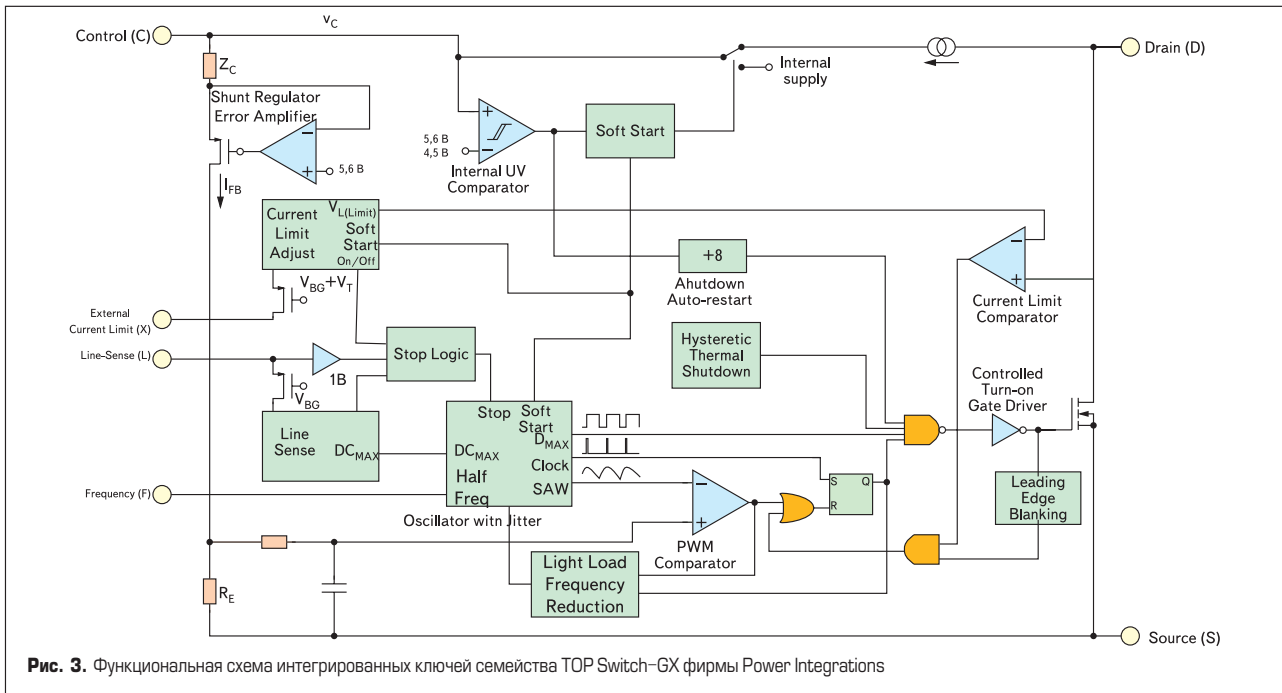 Control (C)
V_C
Z_C
Shunt Regulator
Error Amplifier
+
−
5,6 В
I_FB
+
−
5,6 В
4,5 В
Internal UV
Comparator
Soft Start
Internal
supply
Drain (D)
Current
Limit
Adjust
V_L(Limit)
Soft
Start
On/Off
V_BG+V_T
+8
Ahutdown
Auto-restart
−
+
Current Limit
Comparator
External
Current Limit (X)
Line-Sense (L)
1В
V_BG
Stop Logic
Hysteretic
Thermal
Shutdown
Controlled
Turn-on
Gate Driver
Line
Sense
DC_MAX
Stop
Soft
Start
DC_MAX
D_MAX
Half
Freq
Clock
SAW
Oscillator witn Jitter
Frequency (F)
−
+
PWM
Comparator
S
Q
R
Leading
Edge
Blanking
Light Load
Frequency
Reduction
R_E
Source (S)
Рис. 3. Функциональная схема интегрированных ключей семейства TOP Switch–GX фирмы Power Integrations